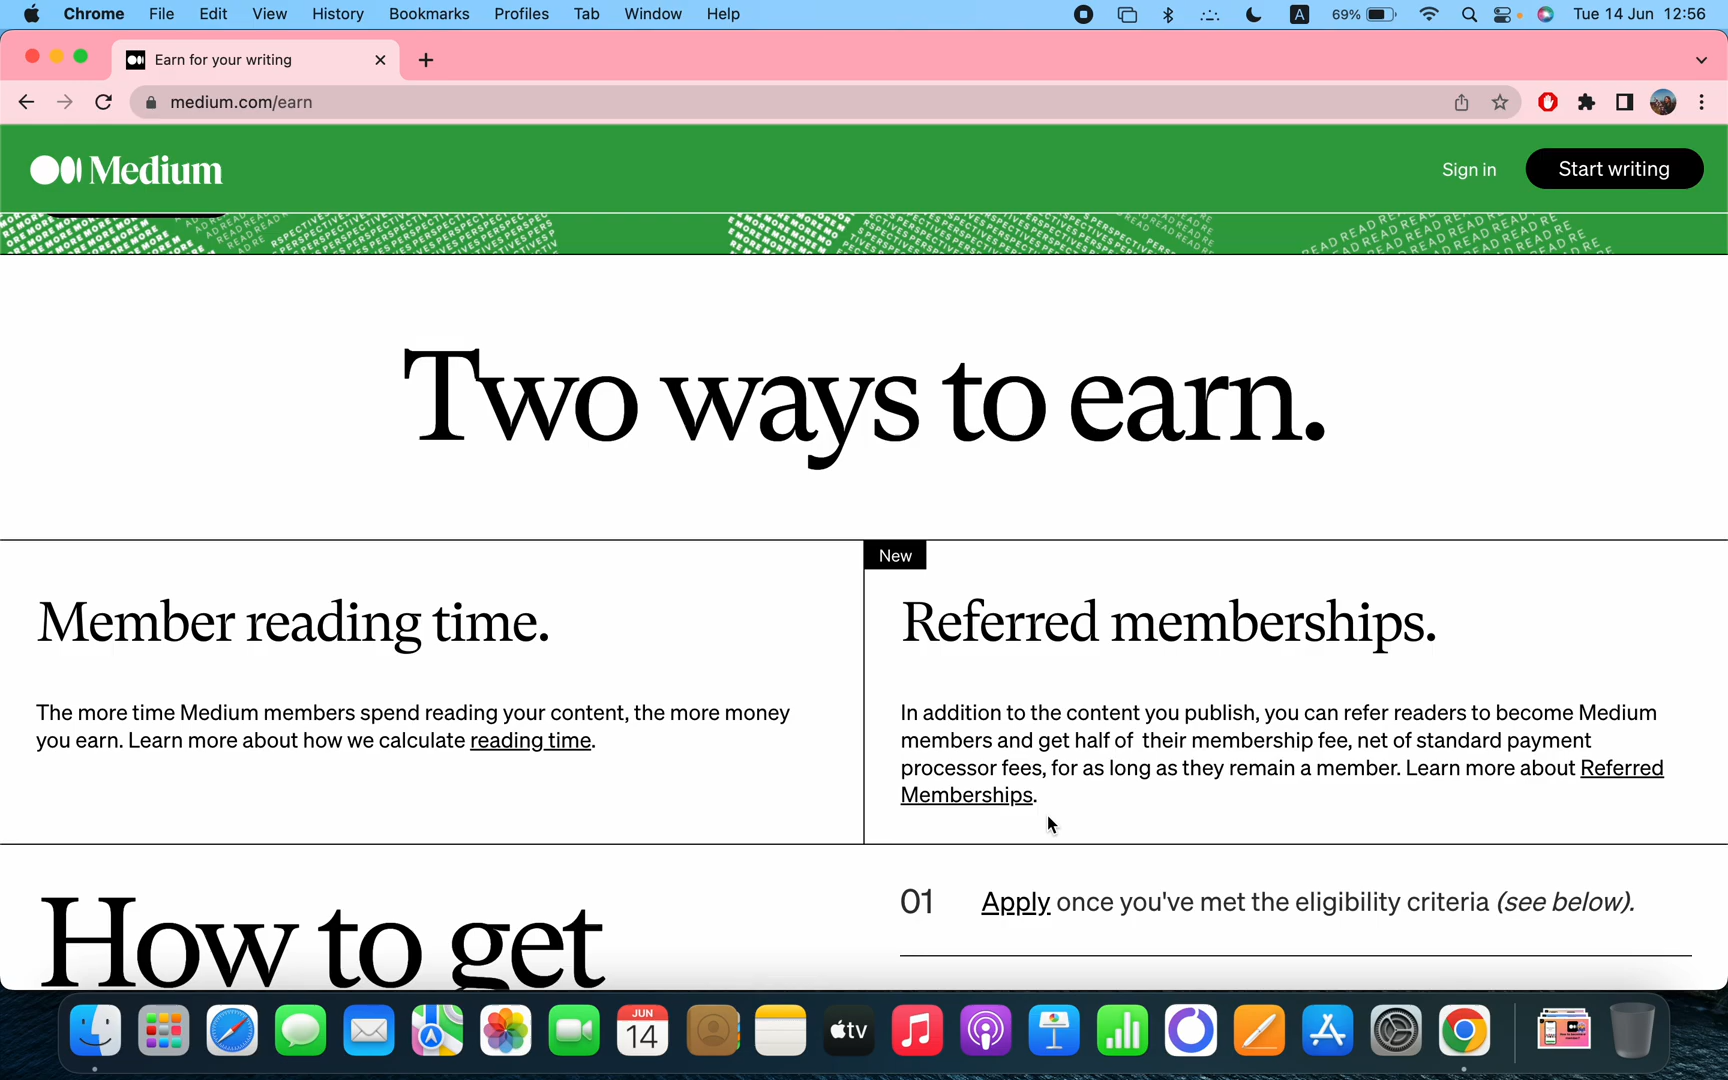 Chrome File Edit View History Bookmarks Profiles Tab Window Help A 69% Tue 14 Jun 12:56
Earn for your writing
medium.com/earn
Medium Sign in Start writing
Two ways to earn.
New
Member reading time.
The more time Medium members spend reading your content, the more money
you earn. Learn more about how we calculate reading time.
Referred memberships.
In addition to the content you publish, you can refer readers to become Medium
members and get half of their membership fee, net of standard payment
processor fees, for as long as they remain a member. Learn more about Referred
Memberships.
How to get
01 Apply once you've met the eligibility criteria (see below).
JUN
14
tv